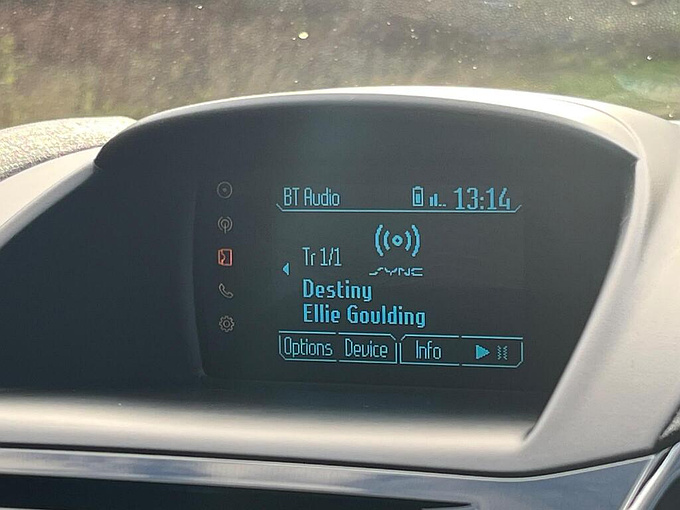 BT Audio 13:14
Tr 1/1
SYNC
Destiny
Ellie Goulding
Options Device Info